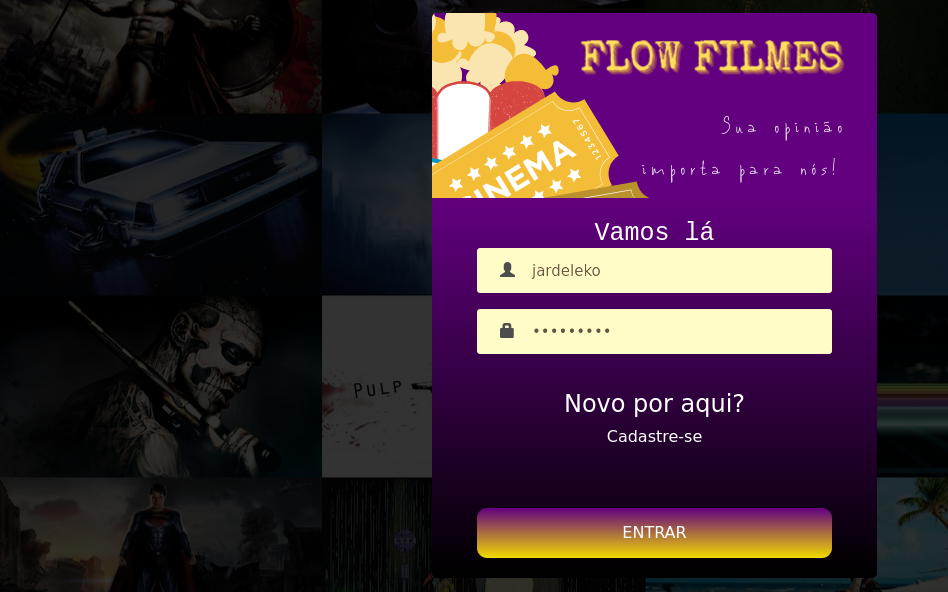 FLOW FILMES
Sua opinião
importa para nós!
1234567
CINEMA
Vamos lá
jardeleko
•••••••••
PULP
Novo por aqui?
Cadastre-se
ENTRAR